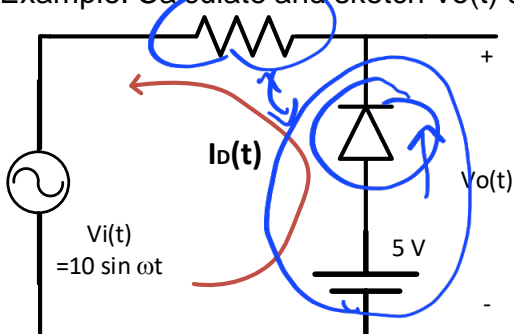 Example: Calculate and sketch Vo(t)
+
ID(t)
Vo(t)
Vi(t)
=10 sin ωt
5 V
-